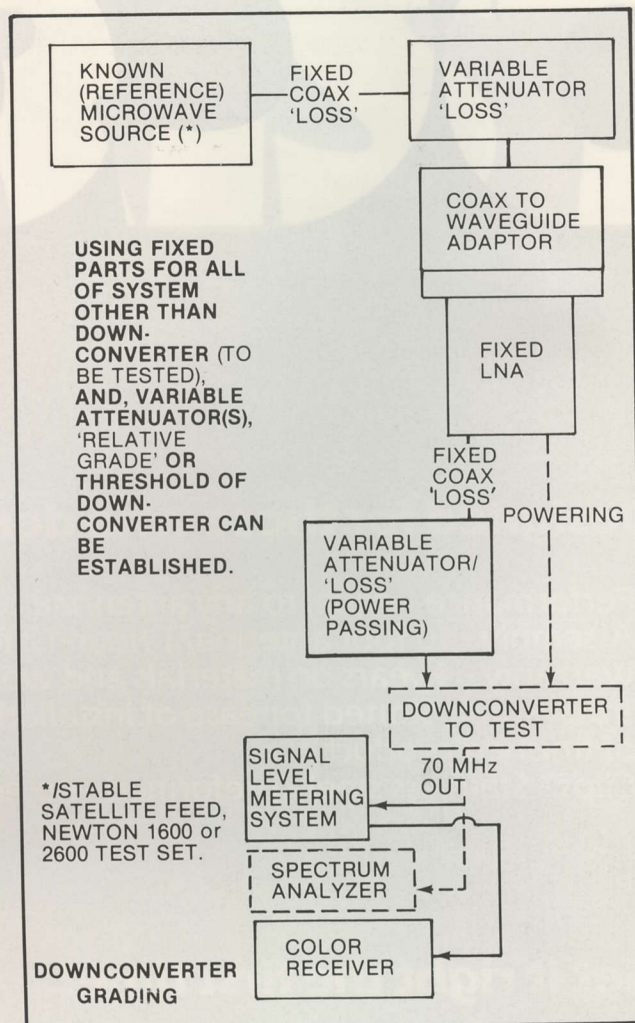 KNOWN
(REFERENCE)
MICROWAVE
SOURCE (*)
FIXED
COAX
'LOSS'
VARIABLE
ATTENUATOR
'LOSS'
COAX TO
WAVEGUIDE
ADAPTOR
USING FIXED
PARTS FOR ALL
OF SYSTEM
OTHER THAN
DOWN-
CONVERTER (TO
BE TESTED),
AND, VARIABLE
ATTENUATOR(S),
'RELATIVE
GRADE' OR
THRESHOLD OF
DOWN-
CONVERTER CAN
BE
ESTABLISHED.
FIXED
LNA
FIXED
COAX
'LOSS'
POWERING
VARIABLE
ATTENUATOR/
'LOSS'
(POWER
PASSING)
DOWNCONVERTER
TO TEST
70 MHz
OUT
SIGNAL
LEVEL
METERING
SYSTEM
*/STABLE
SATELLITE FEED,
NEWTON 1600 or
2600 TEST SET.
SPECTRUM
ANALYZER
COLOR
RECEIVER
DOWNCONVERTER
GRADING